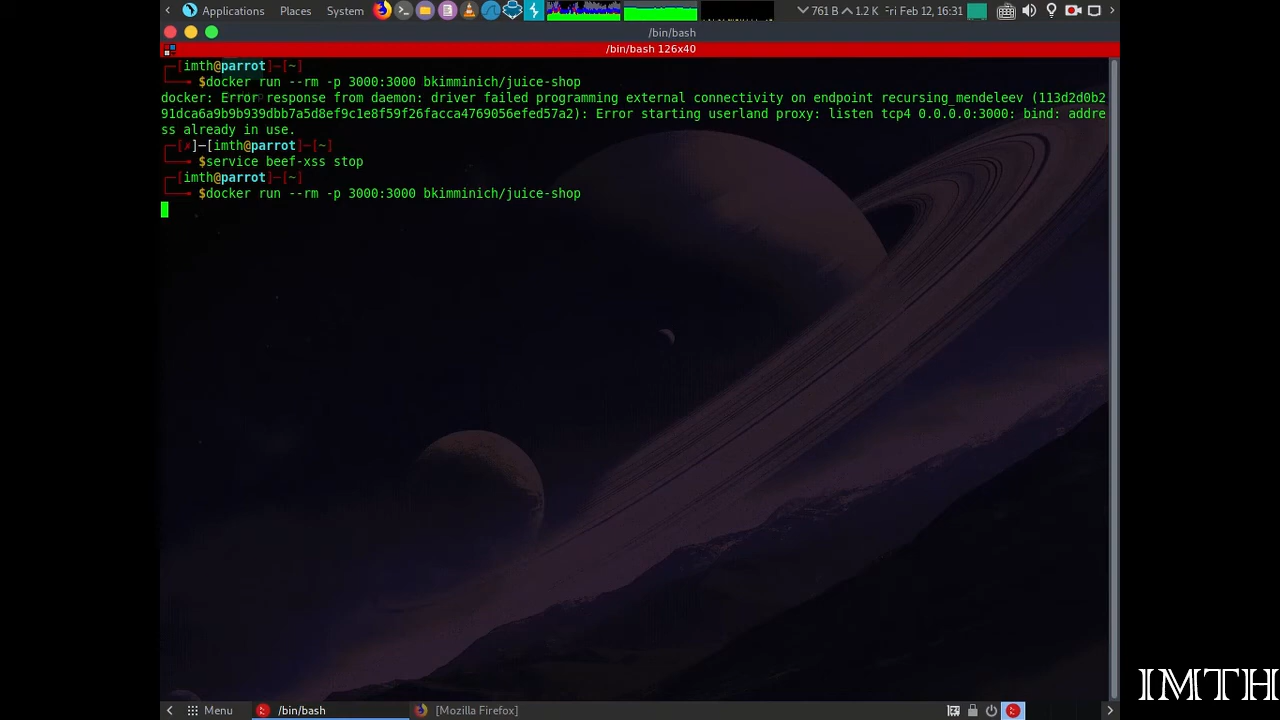 Applications Places System 761 B 1.2 K Fri Feb 12, 16:31
/bin/bash
/bin/bash 126x40
┌─[imth@parrot]─[~]
└──╼ $docker run --rm -p 3000:3000 bkimminich/juice-shop
docker: Error response from daemon: driver failed programming external connectivity on endpoint recursing_mendeleev (113d2d0b2
91dca6a9b9b939dbb7a5d8ef9c1e8f59f26facca4769056efed57a2): Error starting userland proxy: listen tcp4 0.0.0.0:3000: bind: addre
ss already in use.
┌─[✗]─[imth@parrot]─[~]
└──╼ $service beef-xss stop
┌─[imth@parrot]─[~]
└──╼ $docker run --rm -p 3000:3000 bkimminich/juice-shop
IMTH
Menu /bin/bash [Mozilla Firefox]